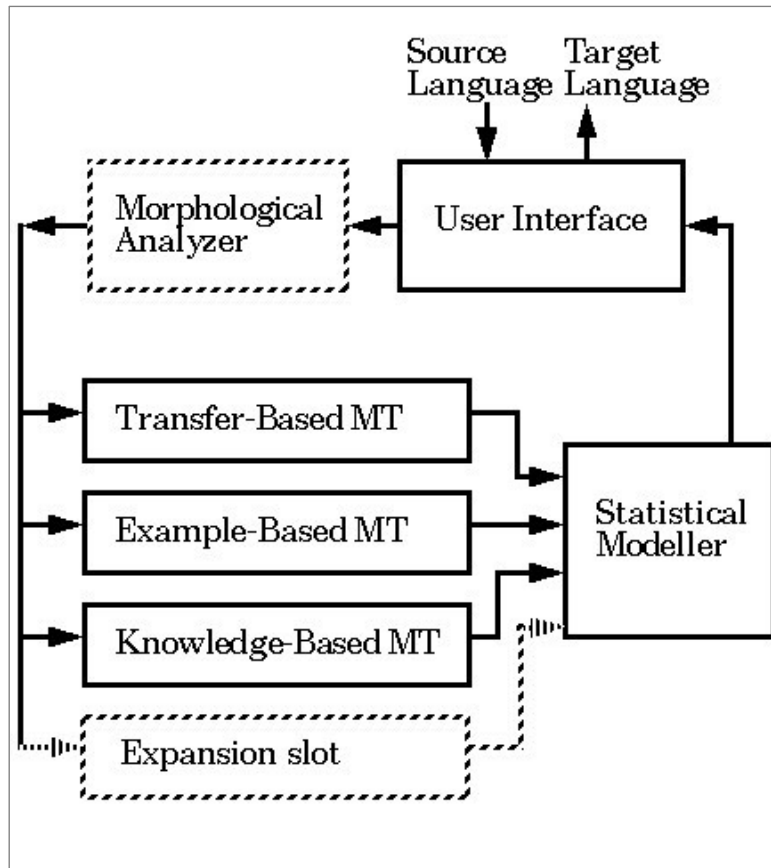 Source
Language
Target
Language
Morphological
Analyzer
User Interface
Transfer-Based MT
Example-Based MT
Statistical
Modeller
Knowledge-Based MT
Expansion slot